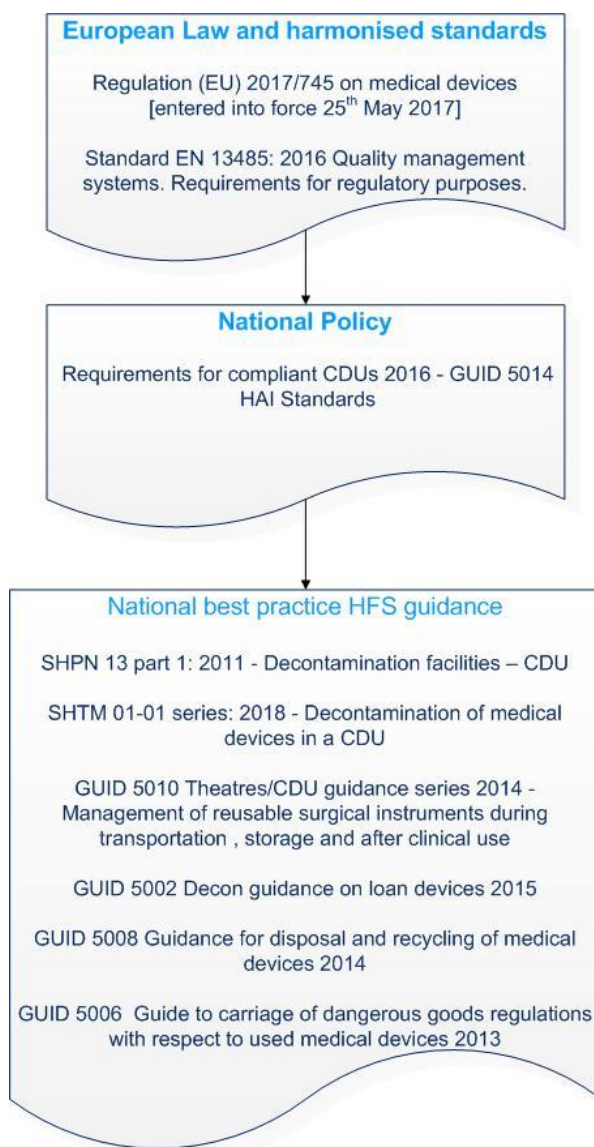 European Law and harmonised standards
Regulation (EU) 2017/745 on medical devices
[entered into force 25th May 2017]
Standard EN 13485: 2016 Quality management
systems. Requirements for regulatory purposes.
National Policy
Requirements for compliant CDUs 2016 - GUID 5014
HAI Standards
National best practice HFS guidance
SHPN 13 part 1: 2011 - Decontamination facilities – CDU
SHTM 01-01 series: 2018 - Decontamination of medical
devices in a CDU
GUID 5010 Theatres/CDU guidance series 2014 -
Management of reusable surgical instruments during
transportation , storage and after clinical use
GUID 5002 Decon guidance on loan devices 2015
GUID 5008 Guidance for disposal and recycling of medical
devices 2014
GUID 5006  Guide to carriage of dangerous goods regulations
with respect to used medical devices 2013